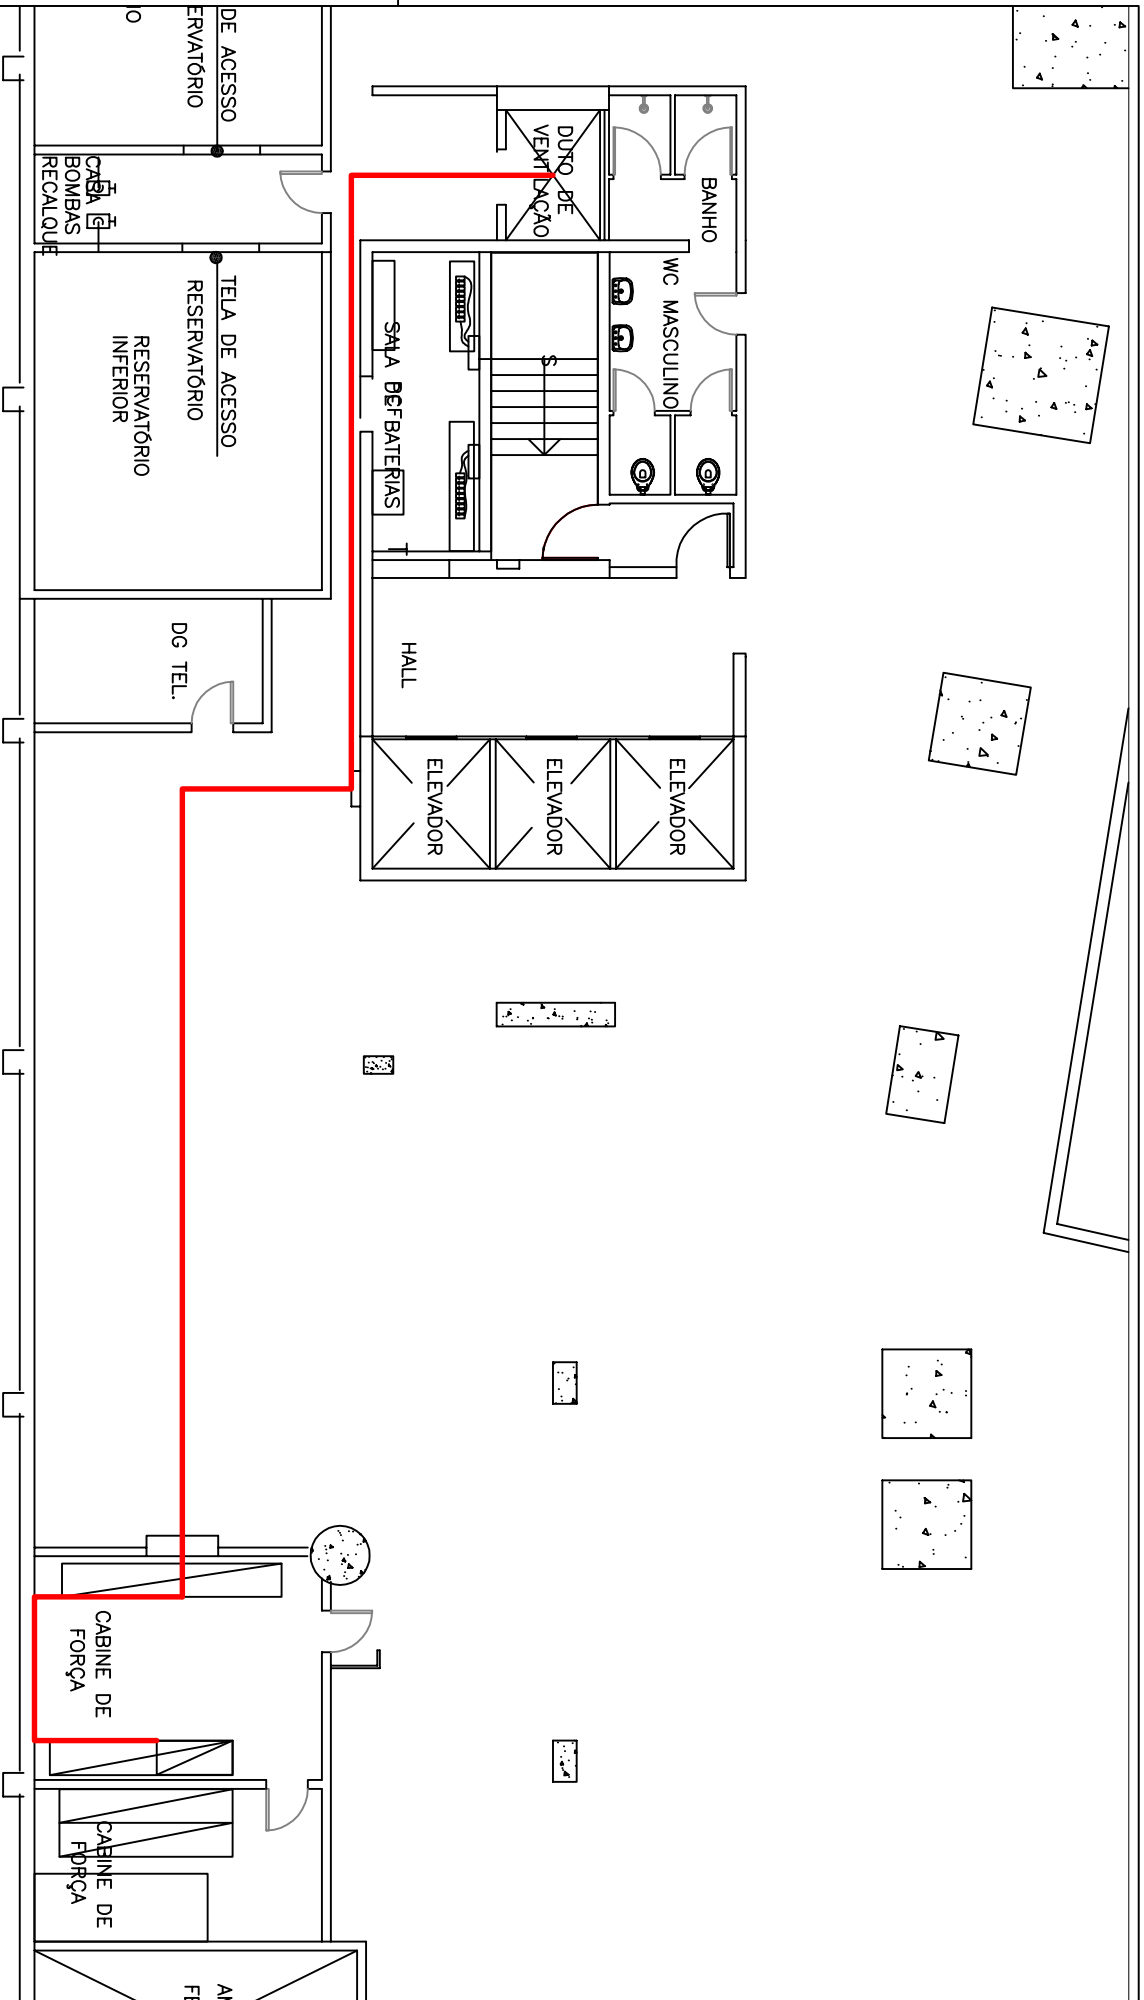 DE ACESSO
ERVATÓRIO
IO
CASA
BOMBAS
RECALQUE
DUTO DE
VENTILAÇÃO
BANHO
WC MASCULINO
TELA DE ACESSO
RESERVATÓRIO
RESERVATÓRIO
INFERIOR
SALA DE BATERIAS
S
HALL
DG TEL.
ELEVADOR
ELEVADOR
ELEVADOR
CABINE DE
FORÇA
CABINE DE
FORÇA